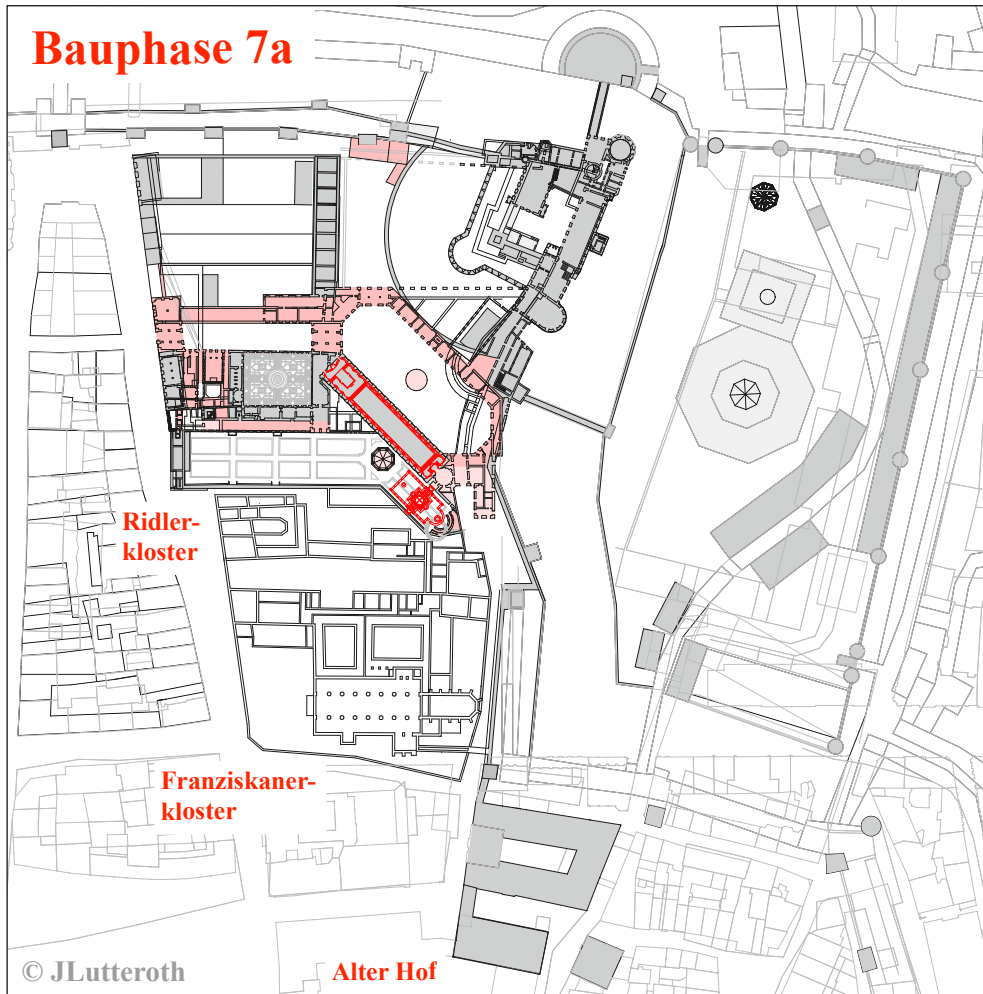 Bauphase 7a
Ridler-
kloster
Franziskaner-
kloster
© JLutteroth
Alter Hof